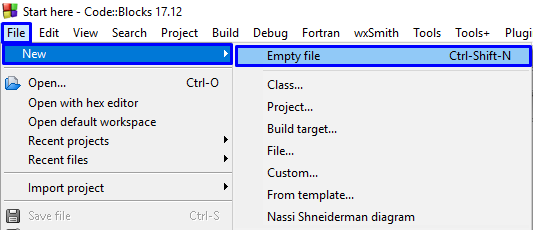 Start here - Code::Blocks 17.12
File Edit View Search Project Build Debug Fortran wxSmith Tools Tools+ Plugi
New
Empty file Ctrl-Shift-N
Open... Ctrl-O
Open with hex editor
Open default workspace
Recent projects
Recent files
Import project
Save file Ctrl-S
Class...
Project...
Build target...
File...
Custom...
From template...
Nassi Shneiderman diagram